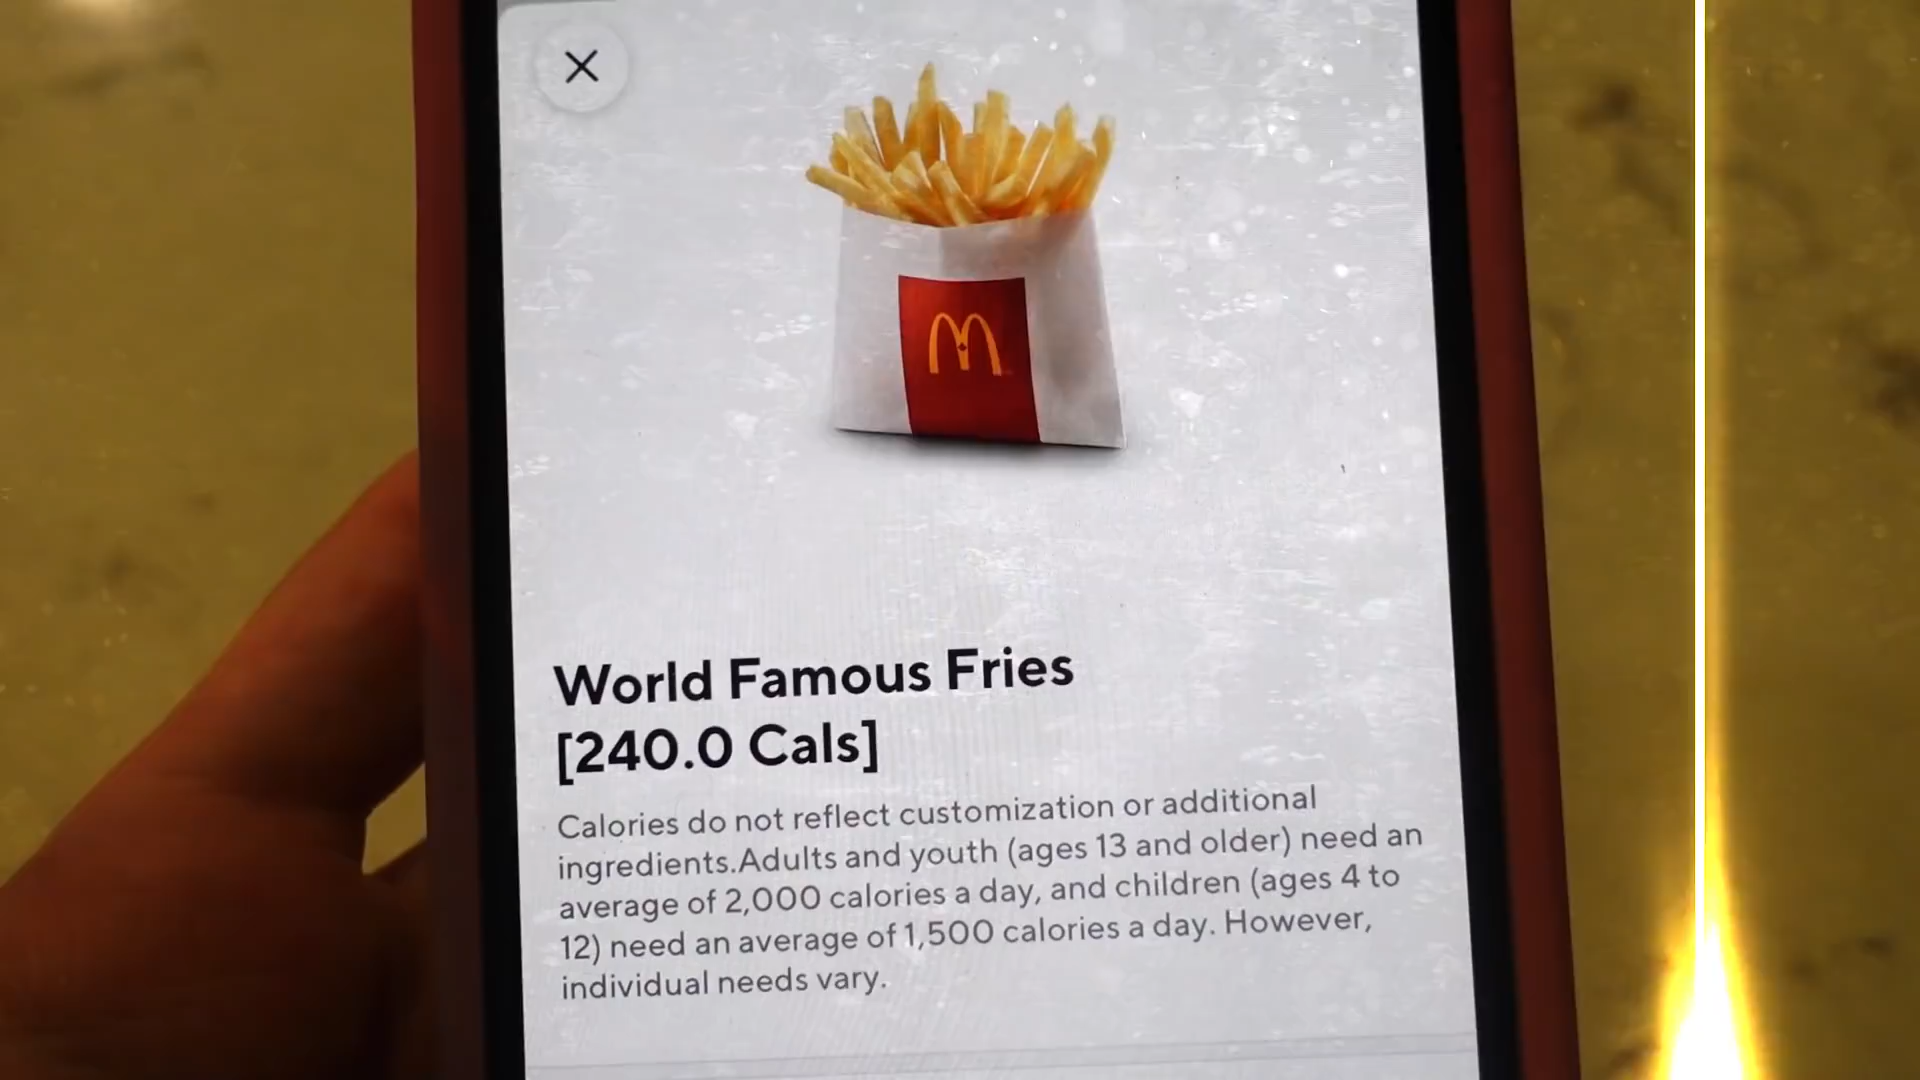 World Famous Fries
[240.0 Cals]
Calories do not reflect customization or additional
ingredients.Adults and youth (ages 13 and older) need an
average of 2,000 calories a day, and children (ages 4 to
12) need an average of 1,500 calories a day. However,
individual needs vary.